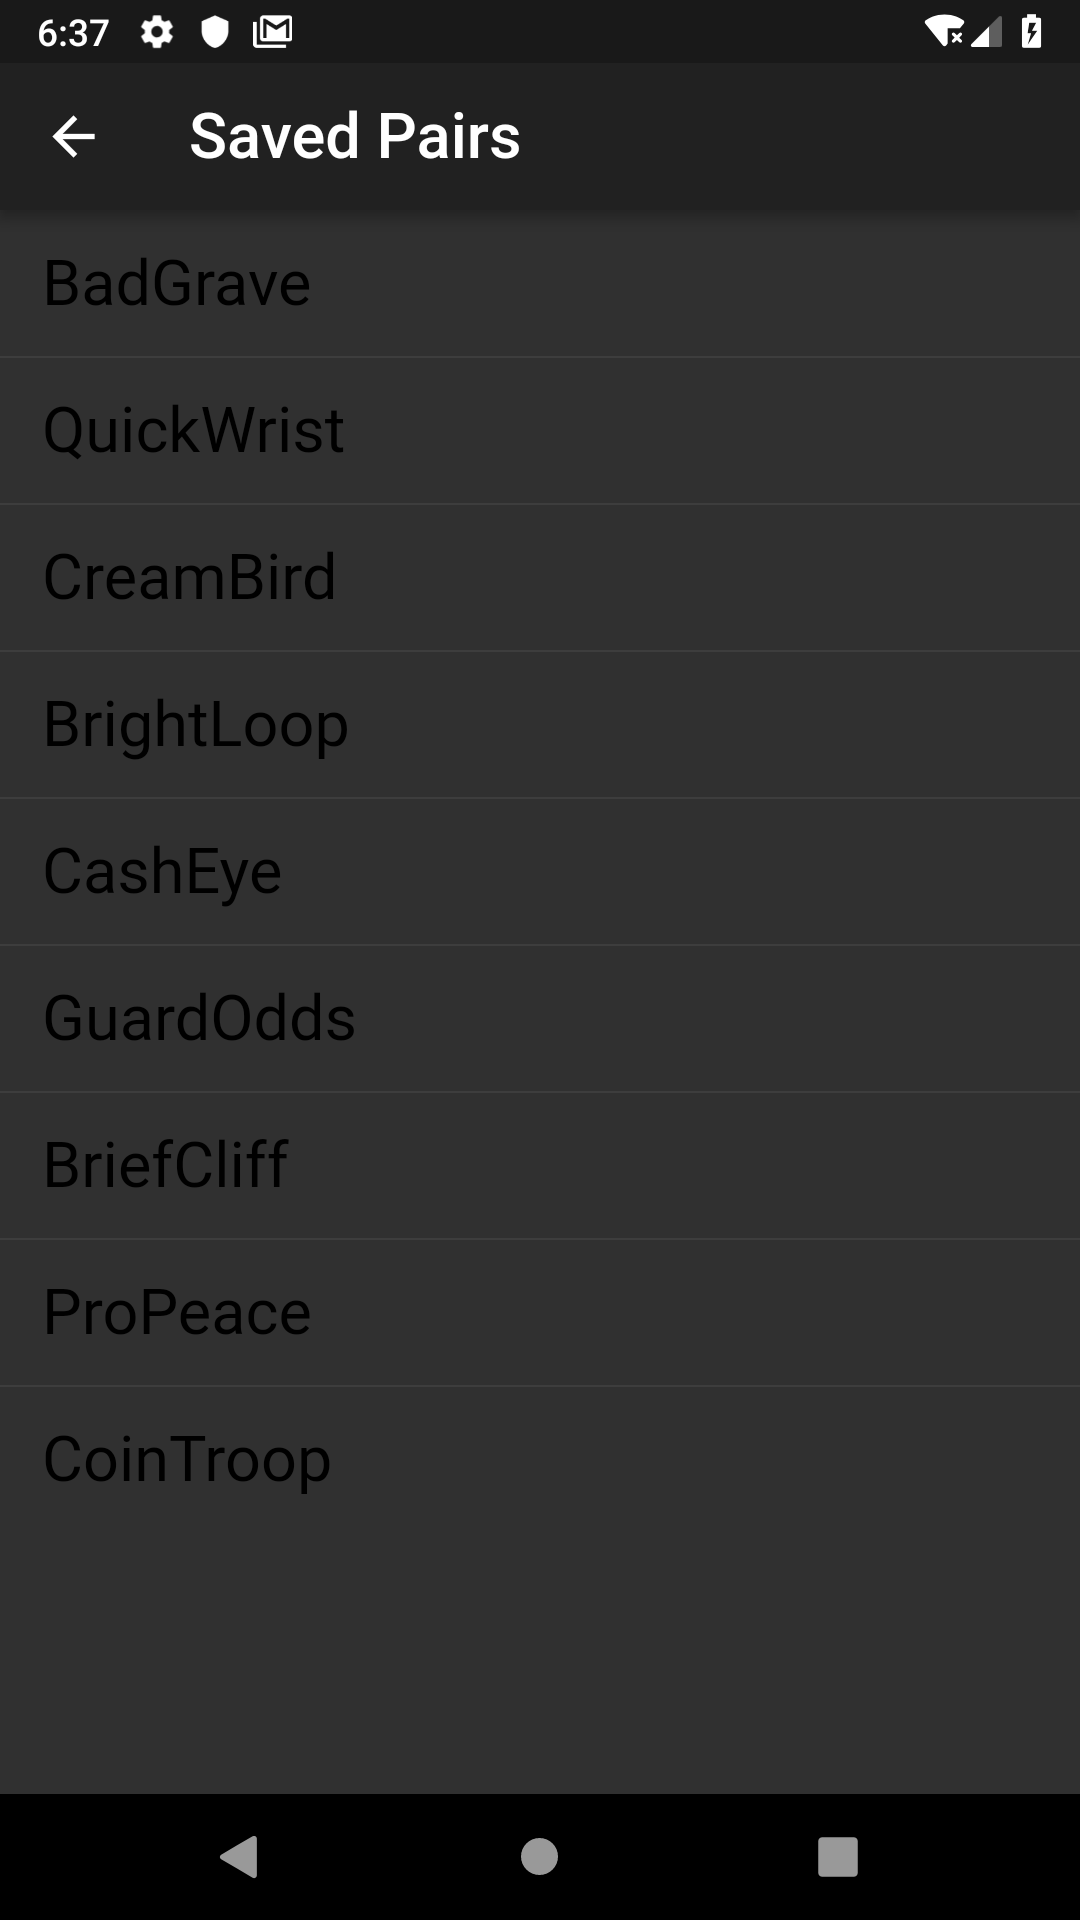 6:37
Saved Pairs
BadGrave
QuickWrist
CreamBird
BrightLoop
CashEye
GuardOdds
BriefCliff
ProPeace
CoinTroop